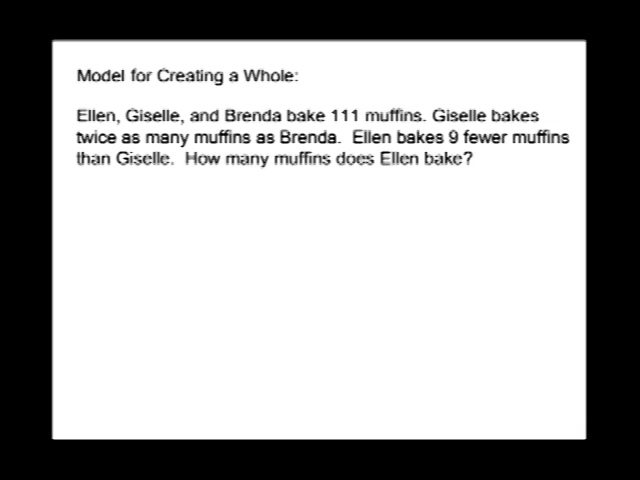 Model for Creating a Whole:
Ellen, Giselle, and Brenda bake 111 muffins. Giselle bakes
twice as many muffins as Brenda.  Ellen bakes 9 fewer muffins
than Giselle.  How many muffins does Ellen bake?